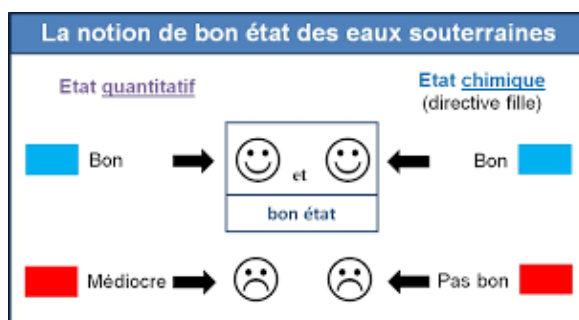 La notion de bon état des eaux souterraines
Etat quantitatif
Etat chimique
(directive fille)
Bon
et
Bon
bon état
Médiocre
Pas bon